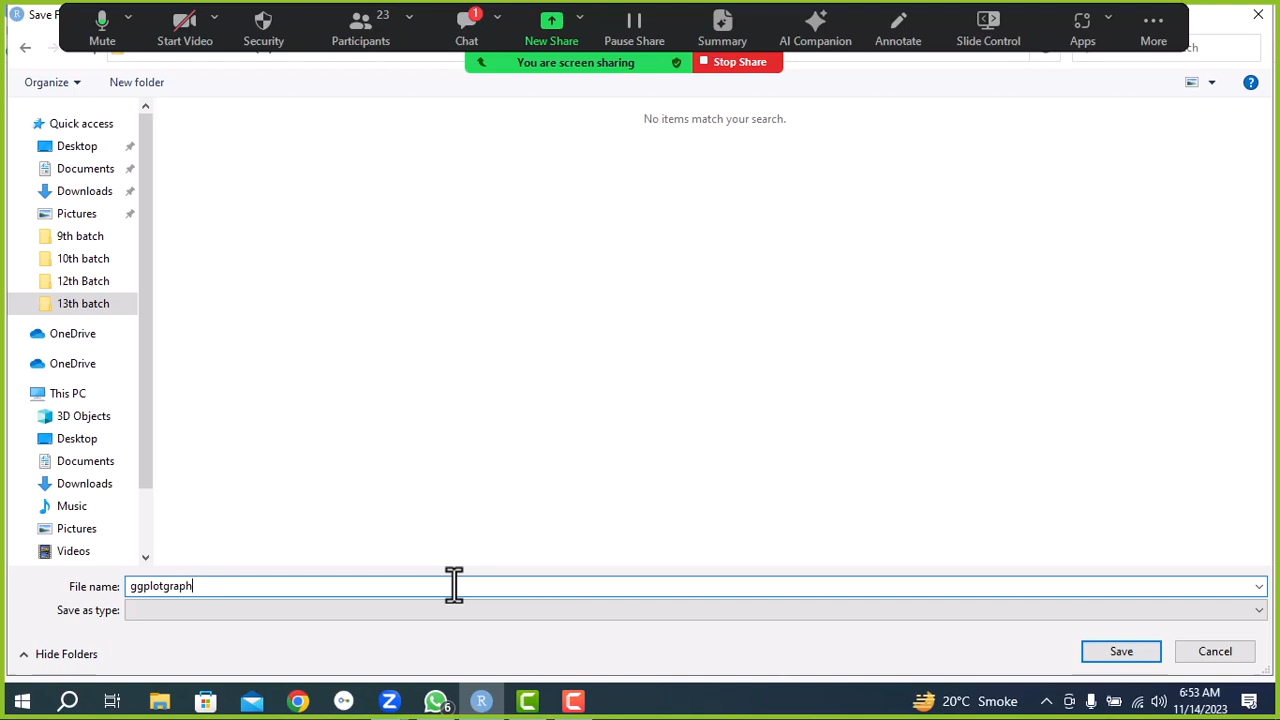 Save F
Mute
Start Video
Security
23
Participants
1
Chat
New Share
Pause Share
Summary
AI Companion
Annotate
Slide Control
Apps
More
You are screen sharing
Stop Share
Organize
New folder
No items match your search.
Quick access
Desktop
Documents
Downloads
Pictures
9th batch
10th batch
12th Batch
13th batch
OneDrive
OneDrive
This PC
3D Objects
Desktop
Documents
Downloads
Music
Pictures
Videos
File name: ggplotgraph
Save as type:
Hide Folders
Save
Cancel
6
20°C Smoke
6:53 AM
11/14/2023